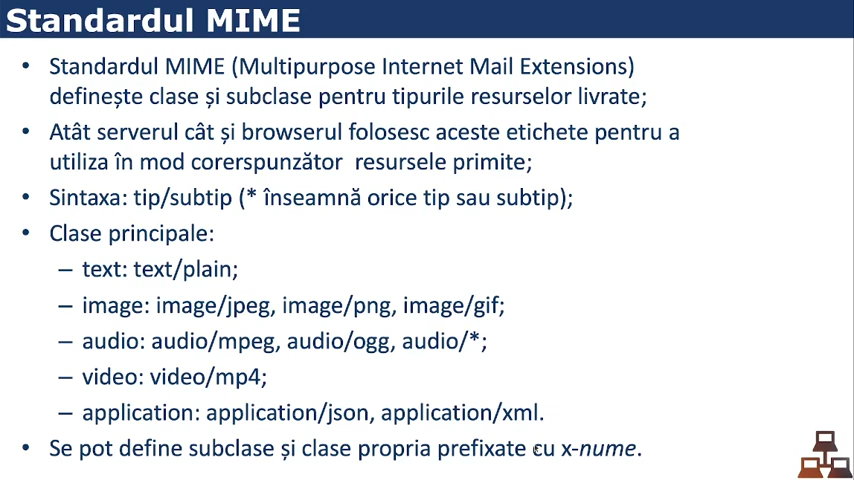 Standardul MIME
• Standardul MIME (Multipurpose Internet Mail Extensions)
definește clase și subclase pentru tipurile resurselor livrate;
• Atât serverul cât și browserul folosesc aceste etichete pentru a
utiliza în mod corerspunzător resursele primite;
• Sintaxa: tip/subtip (* înseamnă orice tip sau subtip);
• Clase principale:
– text: text/plain;
– image: image/jpeg, image/png, image/gif;
– audio: audio/mpeg, audio/ogg, audio/*;
– video: video/mp4;
– application: application/json, application/xml.
• Se pot define subclase și clase propria prefixate cu x-nume.